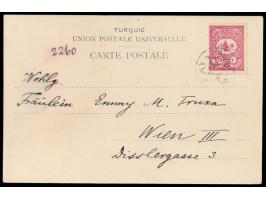 TURQUIE
UNION POSTALE UNIVERSELLE
CARTE POSTALE
2260
Wohlg.
Fräulein Emmy M. Truxa
Wien III
Disslergasse 3